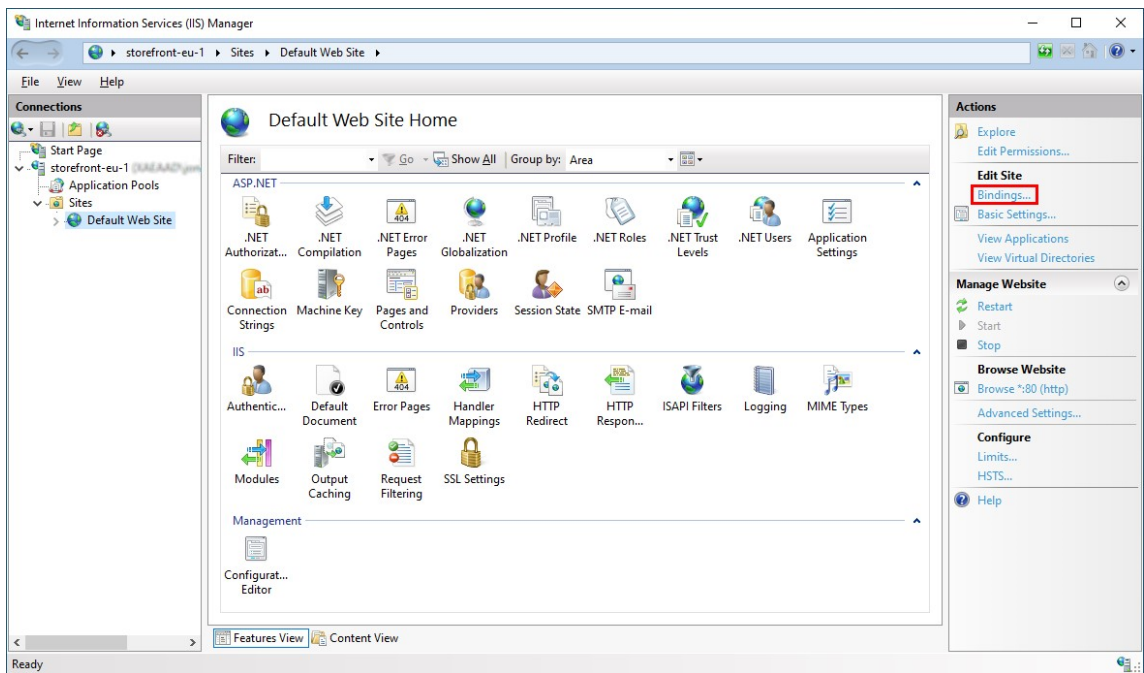 Internet Information Services (IIS) Manager
storefront-eu-1 Sites Default Web Site
File View Help
Connections
Start Page
storefront-eu-1
Application Pools
Sites
Default Web Site
Default Web Site Home
Filter: Go Show All Group by: Area
ASP.NET
.NET Authorizat...
.NET Compilation
.NET Error Pages
.NET Globalization
.NET Profile
.NET Roles
.NET Trust Levels
.NET Users
Application Settings
Connection Strings
Machine Key
Pages and Controls
Providers
Session State
SMTP E-mail
IIS
Authentic...
Default Document
Error Pages
Handler Mappings
HTTP Redirect
HTTP Respon...
ISAPI Filters
Logging
MIME Types
Modules
Output Caching
Request Filtering
SSL Settings
Management
Configurat... Editor
Features View Content View
Actions
Explore
Edit Permissions...
Edit Site
Bindings...
Basic Settings...
View Applications
View Virtual Directories
Manage Website
Restart
Start
Stop
Browse Website
Browse *:80 (http)
Advanced Settings...
Configure
Limits...
HSTS...
Help
Ready